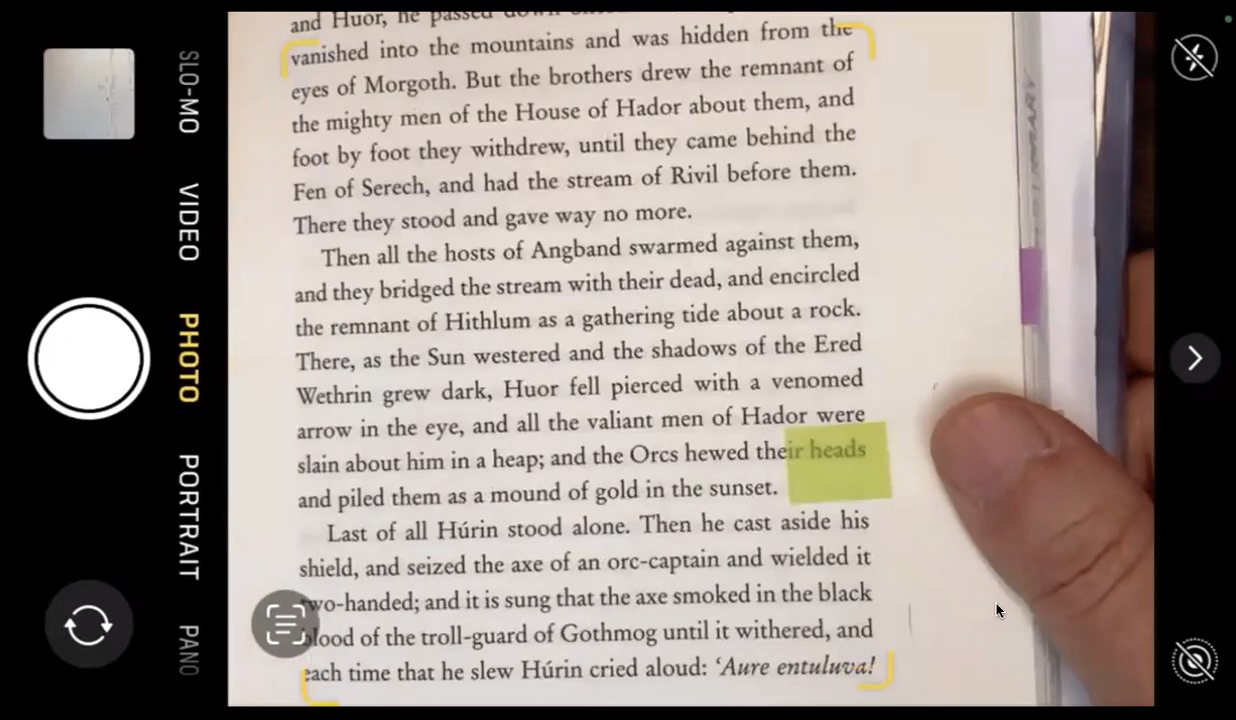 and Huor, he passed down
vanished into the mountains and was hidden from the
eyes of Morgoth. But the brothers drew the remnant of
the mighty men of the House of Hador about them, and
foot by foot they withdrew, until they came behind the
Fen of Serech, and had the stream of Rivil before them.
There they stood and gave way no more.
Then all the hosts of Angband swarmed against them,
and they bridged the stream with their dead, and encircled
the remnant of Hithlum as a gathering tide about a rock.
There, as the Sun westered and the shadows of the Ered
Wethrin grew dark, Huor fell pierced with a venomed
arrow in the eye, and all the valiant men of Hador were
slain about him in a heap; and the Orcs hewed their heads
and piled them as a mound of gold in the sunset.
Last of all Húrin stood alone. Then he cast aside his
shield, and seized the axe of an orc-captain and wielded it
two-handed; and it is sung that the axe smoked in the black
blood of the troll-guard of Gothmog until it withered, and
each time that he slew Húrin cried aloud: ‘Aure entuluva!
SLO-MO
VIDEO
PHOTO
PORTRAIT
PANO